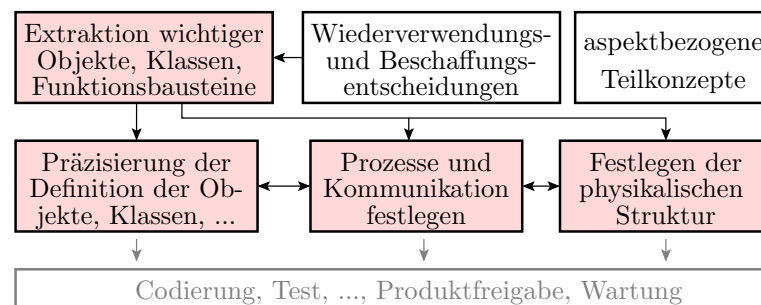 Extraktion wichtiger
Objekte, Klassen,
Funktionsbausteine
Wiederverwendungs-
und Beschaffungs-
entscheidungen
aspektbezogene
Teilkonzepte
Präzisierung der
Definition der Ob-
jekte, Klassen, ...
Prozesse und
Kommunikation
festlegen
Festlegen der
physikalischen
Struktur
Codierung, Test, ..., Produktfreigabe, Wartung